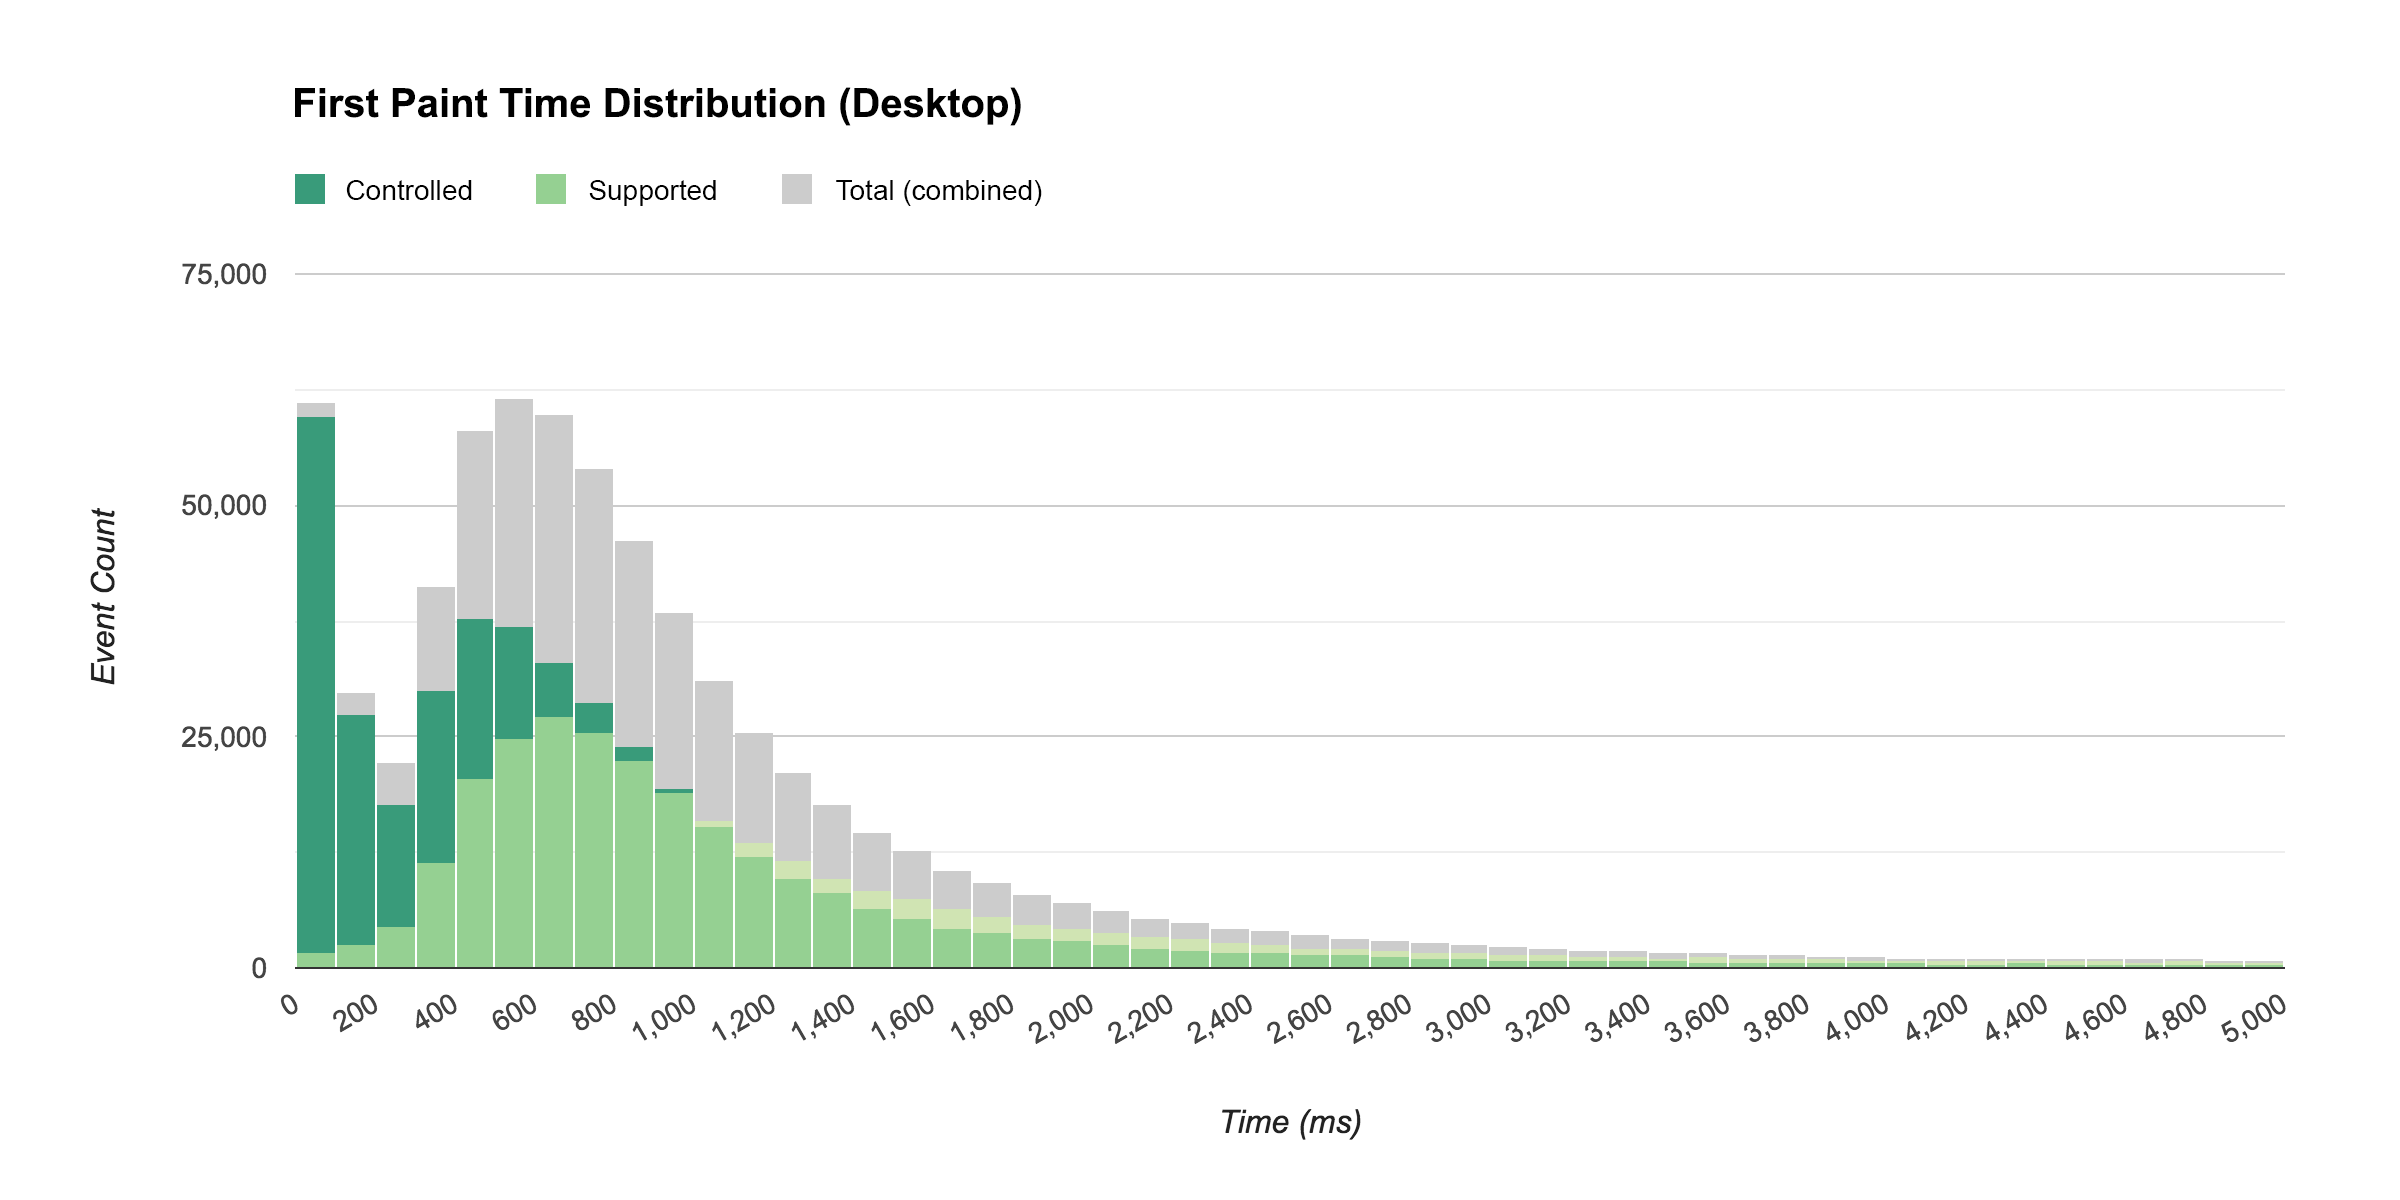 First Paint Time Distribution (Desktop)
Controlled Supported Total (combined)
75,000
50,000
25,000
0
Event Count
0 200 400 600 800 1,000 1,200 1,400 1,600 1,800 2,000 2,200 2,400 2,600 2,800 3,000 3,200 3,400 3,600 3,800 4,000 4,200 4,400 4,600 4,800 5,000
Time (ms)